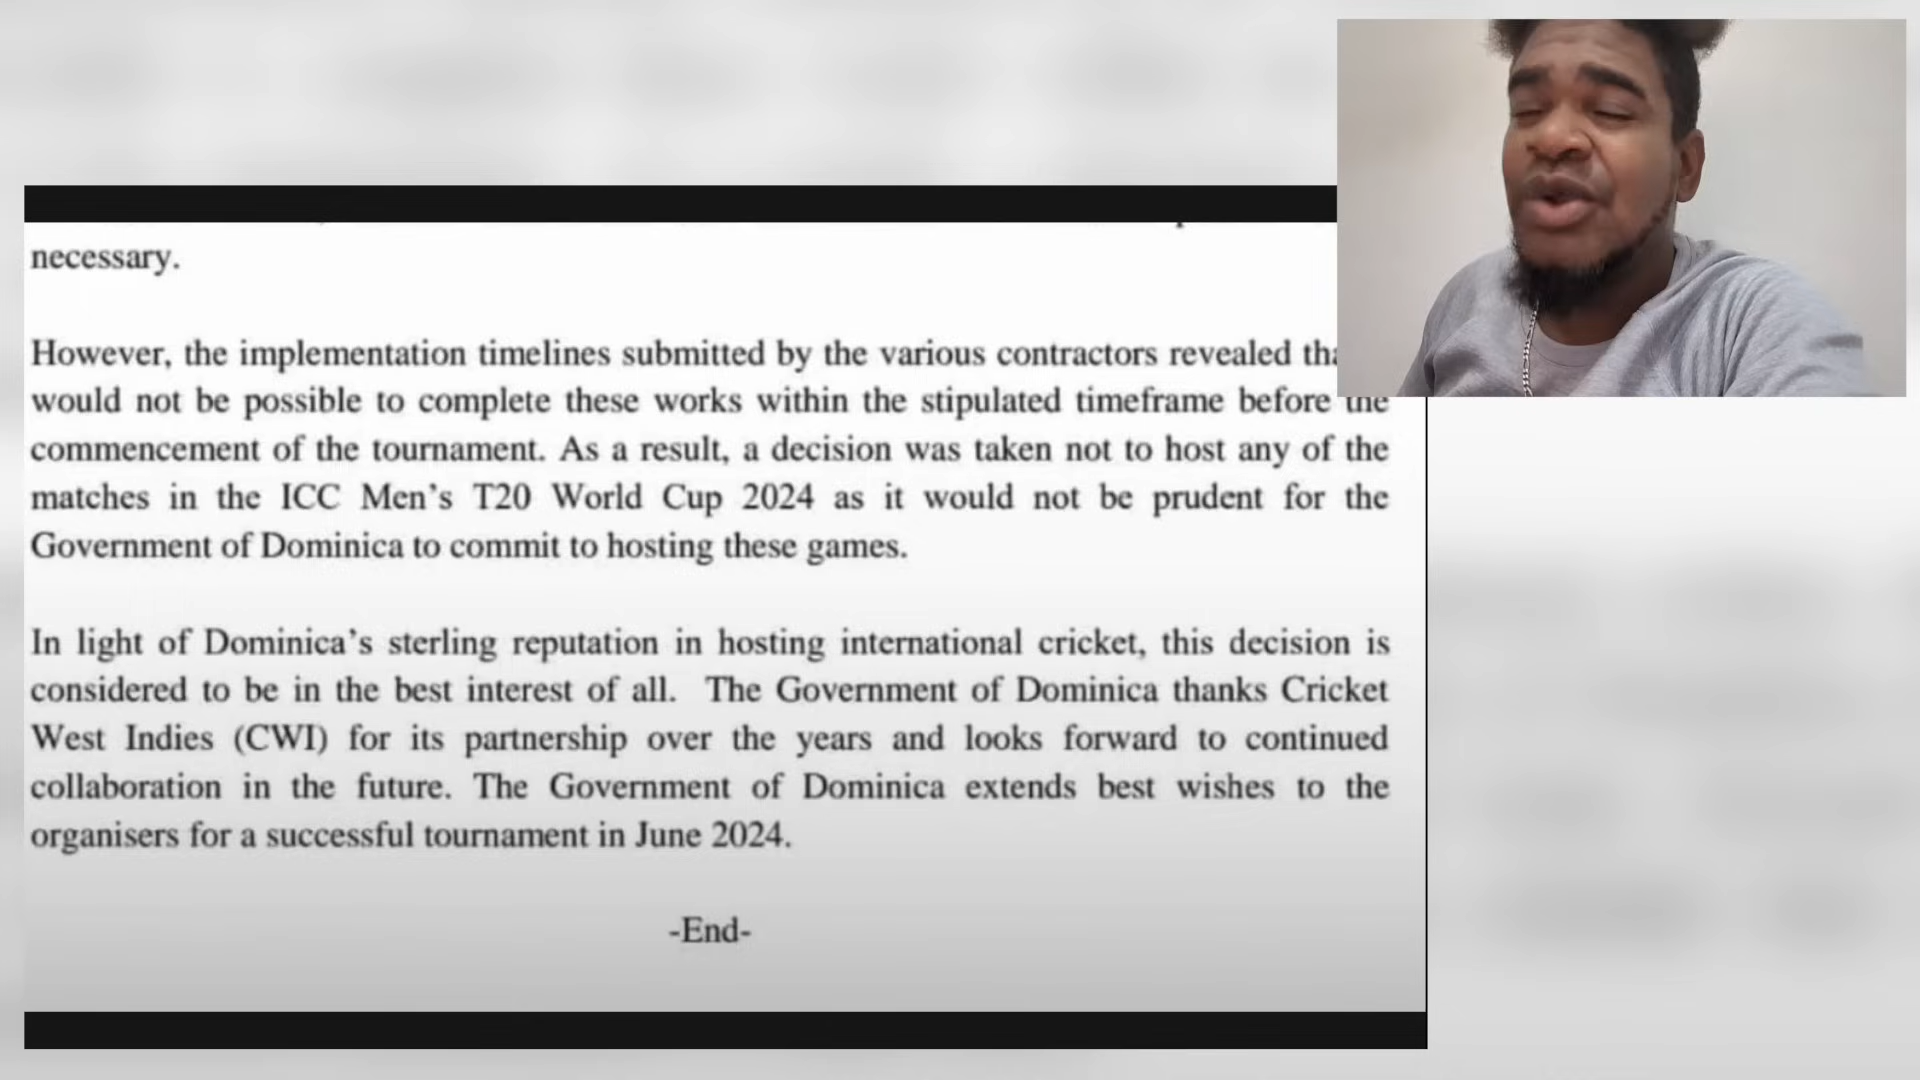 necessary.
However, the implementation timelines submitted by the various contractors revealed
would not be possible to complete these works within the stipulated timeframe before the
commencement of the tournament. As a result, a decision was taken not to host any of the
matches in the ICC Men’s T20 World Cup 2024 as it would not be prudent for the
Government of Dominica to commit to hosting these games.
In light of Dominica’s sterling reputation in hosting international cricket, this decision is
considered to be in the best interest of all. The Government of Dominica thanks Cricket
West Indies (CWI) for its partnership over the years and looks forward to continued
collaboration in the future. The Government of Dominica extends best wishes to the
organisers for a successful tournament in June 2024.
-End-